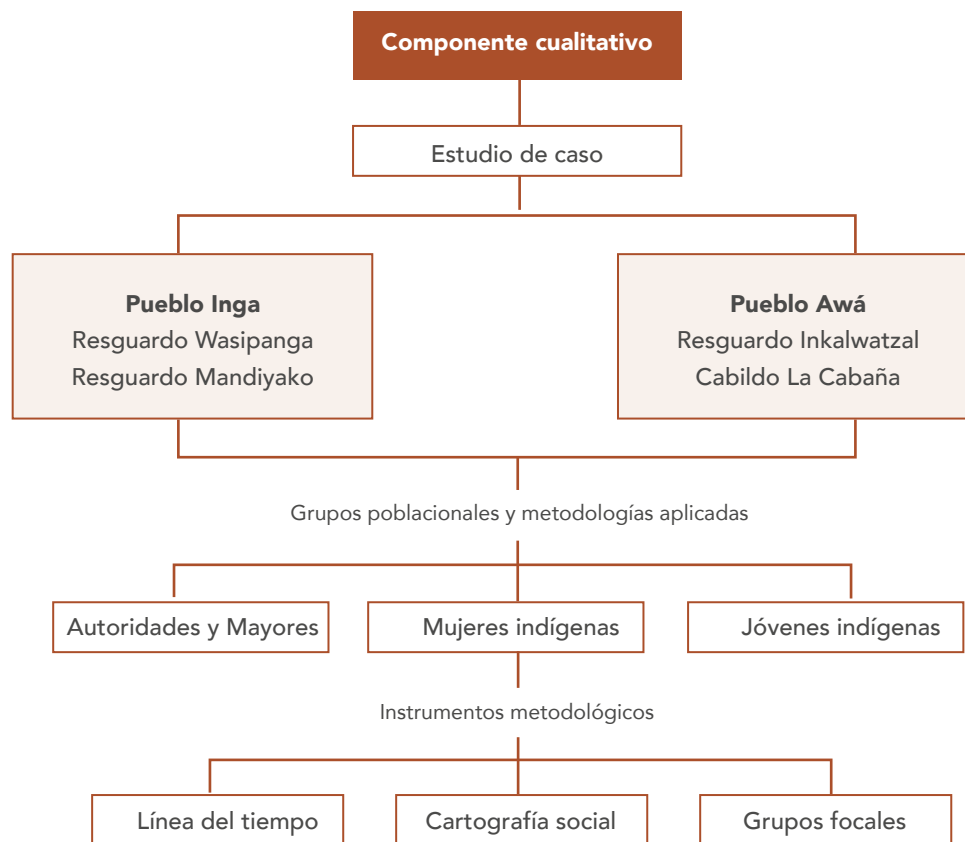 Componente cualitativo
Estudio de caso
Pueblo Inga
Resguardo Wasipanga
Resguardo Mandiyako
Pueblo Awá
Resguardo Inkalwatzal
Cabildo La Cabaña
Grupos poblacionales y metodologías aplicadas
Autoridades y Mayores
Mujeres indígenas
Jóvenes indígenas
Instrumentos metodológicos
Línea del tiempo
Cartografía social
Grupos focales